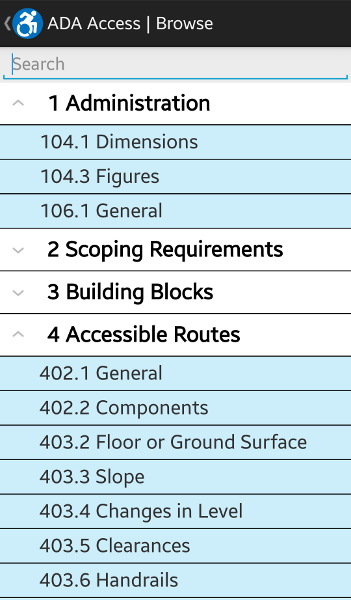 ADA Access | Browse
Search
1 Administration
104.1 Dimensions
104.3 Figures
106.1 General
2 Scoping Requirements
3 Building Blocks
4 Accessible Routes
402.1 General
402.2 Components
403.2 Floor or Ground Surface
403.3 Slope
403.4 Changes in Level
403.5 Clearances
403.6 Handrails